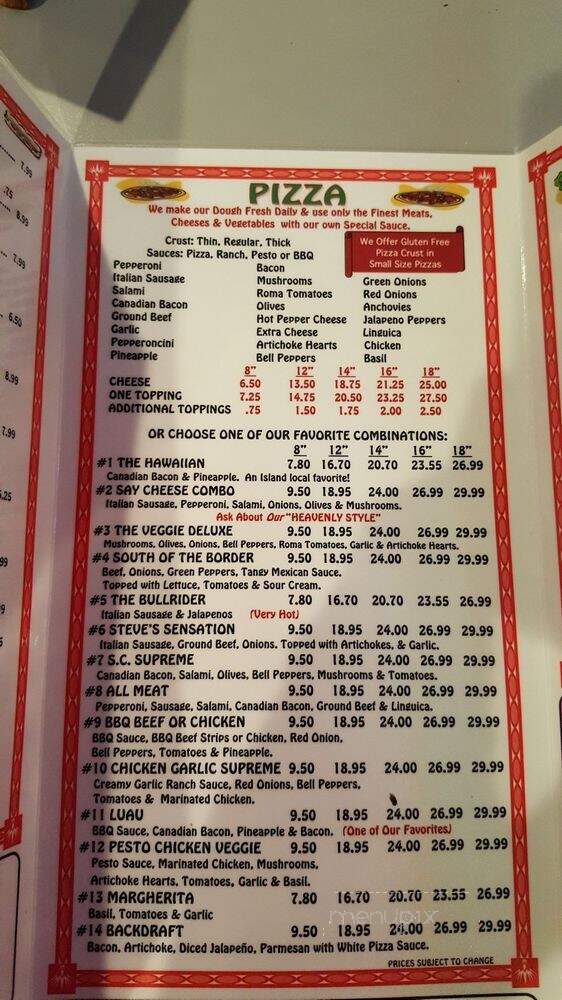 PIZZA
We make our Dough Fresh Daily & use only the Finest Meats,
Cheeses & Vegetables with our own Special Sauce.
Crust: Thin, Regular, Thick
Sauces: Pizza, Ranch, Pesto or BBQ
We Offer Gluten Free
Pizza Crust in
Small Size Pizzas
Pepperoni
Italian Sausage
Salami
Canadian Bacon
Ground Beef
Garlic
Pepperoncini
Pineapple
Bacon
Mushrooms
Roma Tomatoes
Olives
Hot Pepper Cheese
Extra Cheese
Artichoke Hearts
Bell Peppers
Green Onions
Red Onions
Anchovies
Jalapeno Peppers
Linguica
Chicken
Basil
8" 12" 14" 16" 18"
CHEESE 6.50 13.50 18.75 21.25 25.00
ONE TOPPING 7.25 14.75 20.50 23.25 27.50
ADDITIONAL TOPPINGS .75 1.50 1.75 2.00 2.50
OR CHOOSE ONE OF OUR FAVORITE COMBINATIONS:
8" 12" 14" 16" 18"
#1 THE HAWAIIAN 7.80 16.70 20.70 23.55 26.99
Canadian Bacon & Pineapple. An Island local favorite!
#2 SAY CHEESE COMBO 9.50 18.95 24.00 26.99 29.99
Italian Sausage, Pepperoni, Salami, Onions, Olives & Mushrooms.
Ask About Our "HEAVENLY STYLE"
#3 THE VEGGIE DELUXE 9.50 18.95 24.00 26.99 29.99
Mushrooms, Olives, Onions, Bell Peppers, Roma Tomatoes, Garlic & Artichoke Hearts.
#4 SOUTH OF THE BORDER 9.50 18.95 24.00 26.99 29.99
Beef, Onions, Green Peppers, Tangy Mexican Sauce.
Topped with Lettuce, Tomatoes & Sour Cream.
#5 THE BULLRIDER 7.80 16.70 20.70 23.55 26.99
Italian Sausage & Jalapenos (Very Hot)
#6 STEVE'S SENSATION 9.50 18.95 24.00 26.99 29.99
Italian Sausage, Ground Beef, Onions. Topped with Artichokes, & Garlic.
#7 S.C. SUPREME 9.50 18.95 24.00 26.99 29.99
Canadian Bacon, Salami, Olives, Bell Peppers, Mushrooms & Tomatoes.
#8 ALL MEAT 9.50 18.95 24.00 26.99 29.99
Pepperoni, Sausage, Salami, Canadian Bacon, Ground Beef & Linguica.
#9 BBQ BEEF OR CHICKEN 9.50 18.95 24.00 26.99 29.99
BBQ Sauce, BBQ Beef Strips or Chicken, Red Onion,
Bell Peppers, Tomatoes & Pineapple.
#10 CHICKEN GARLIC SUPREME 9.50 18.95 24.00 26.99 29.99
Creamy Garlic Ranch Sauce, Red Onions, Bell Peppers,
Tomatoes & Marinated Chicken.
#11 LUAU 9.50 18.95 24.00 26.99 29.99
BBQ Sauce, Canadian Bacon, Pineapple & Bacon. (One of Our Favorites)
#12 PESTO CHICKEN VEGGIE 9.50 18.95 24.00 26.99 29.99
Pesto Sauce, Marinated Chicken, Mushrooms,
Artichoke Hearts, Tomatoes, Garlic & Basil.
#13 MARGHERITA 7.80 16.70 20.70 23.55 26.99
Basil, Tomatoes & Garlic
menupix
#14 BACKDRAFT 9.50 18.95 24.00 26.99 29.99
Bacon, Artichoke, Diced Jalapeño, Parmesan with White Pizza Sauce.
PRICES SUBJECT TO CHANGE
7.99
.75
8.99
7.99
6.50
8.99
7.99